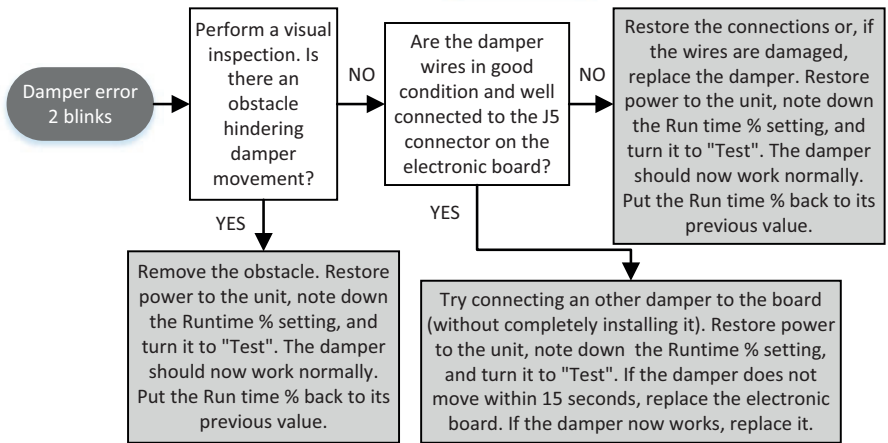 Damper error
2 blinks
Perform a visual
inspection. Is
there an
obstacle
hindering
damper
movement?
NO
Are the damper
wires in good
condition and well
connected to the J5
connector on the
electronic board?
NO
Restore the connections or, if
the wires are damaged,
replace the damper. Restore
power to the unit, note down
the Run time % setting, and
turn it to "Test". The damper
should now work normally.
Put the Run time % back to its
previous value.
YES
YES
Remove the obstacle. Restore
power to the unit, note down
the Runtime % setting, and
turn it to "Test". The damper
should now work normally.
Put the Run time % back to its
previous value.
Try connecting an other damper to the board
(without completely installing it). Restore power
to the unit, note down the Runtime % setting,
and turn it to "Test". If the damper does not
move within 15 seconds, replace the electronic
board. If the damper now works, replace it.